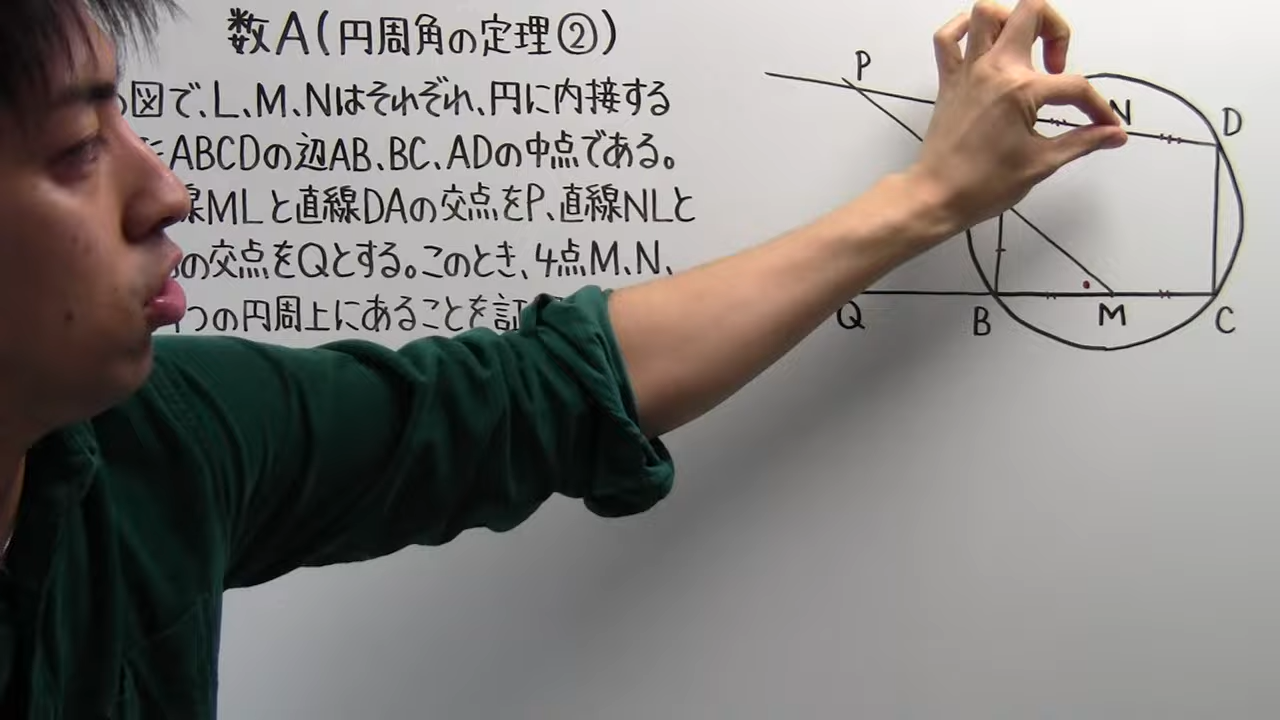 数A(円周角の定理②)
図で、L、M、Nはそれぞれ、円に内接する
ABCDの辺AB、BC、ADの中点である。
線MLと直線DAの交点をP、直線NLと
の交点をQとする。このとき、4点M、N、
1つの円周上にあることを証
P
N
D
Q
B
M
C